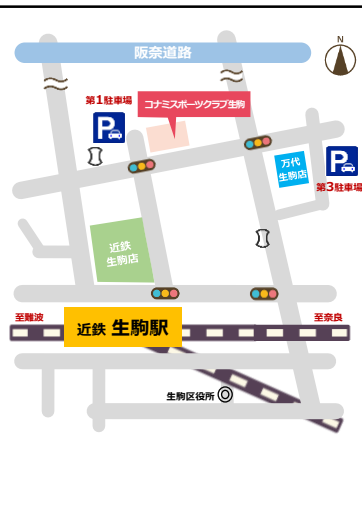 阪奈道路
N
第1駐車場
コナミスポーツクラブ生駒
P
万代
生駒店
P
第3駐車場
近鉄
生駒店
至難波
近鉄 生駒駅
至奈良
生駒区役所